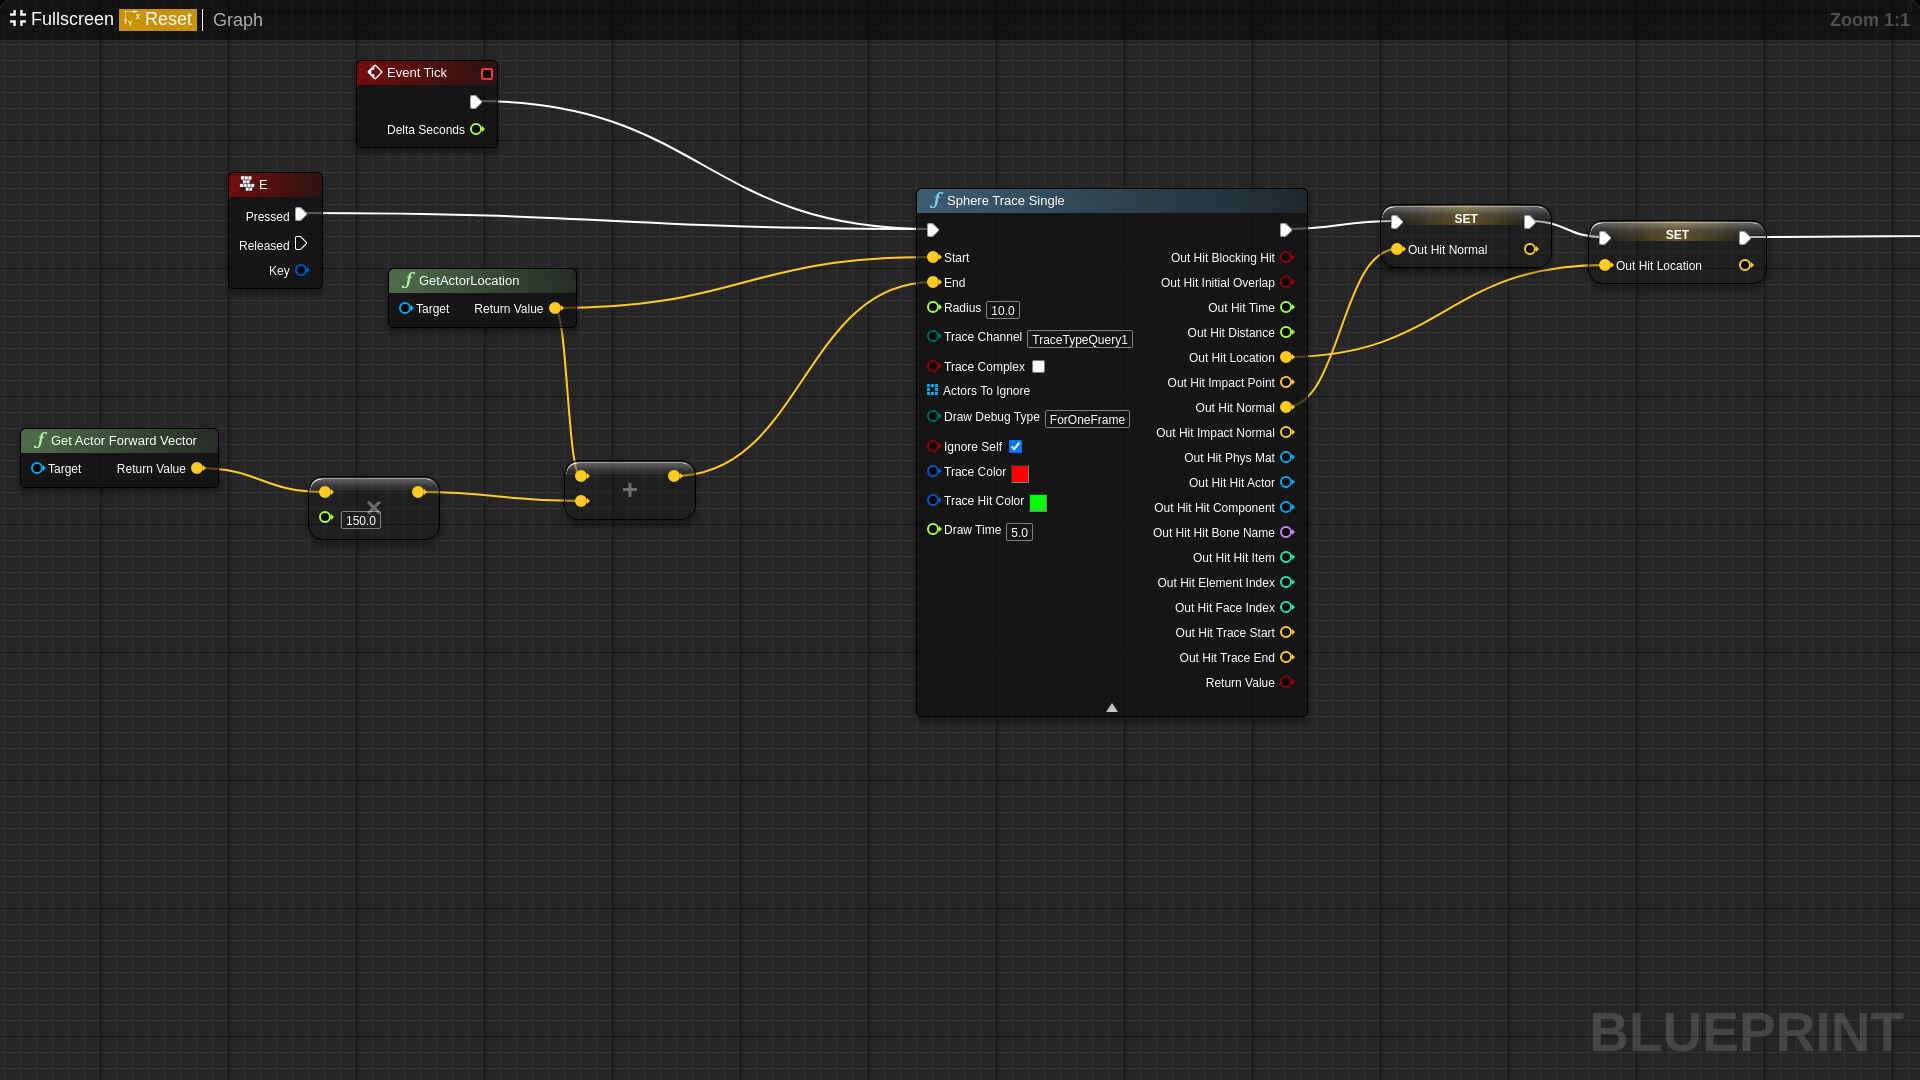 Fullscreen Reset Graph
Zoom 1:1
Event Tick
Delta Seconds
E
Pressed
Released
Key
GetActorLocation
Target Return Value
Get Actor Forward Vector
Target Return Value
×
150.0
+
Sphere Trace Single
Start
End
Radius 10.0
Trace Channel TraceTypeQuery1
Trace Complex
Actors To Ignore
Draw Debug Type ForOneFrame
Ignore Self
Trace Color
Trace Hit Color
Draw Time 5.0
Out Hit Blocking Hit
Out Hit Initial Overlap
Out Hit Time
Out Hit Distance
Out Hit Location
Out Hit Impact Point
Out Hit Normal
Out Hit Impact Normal
Out Hit Phys Mat
Out Hit Hit Actor
Out Hit Hit Component
Out Hit Hit Bone Name
Out Hit Hit Item
Out Hit Element Index
Out Hit Face Index
Out Hit Trace Start
Out Hit Trace End
Return Value
SET
Out Hit Normal
SET
Out Hit Location
BLUEPRINT